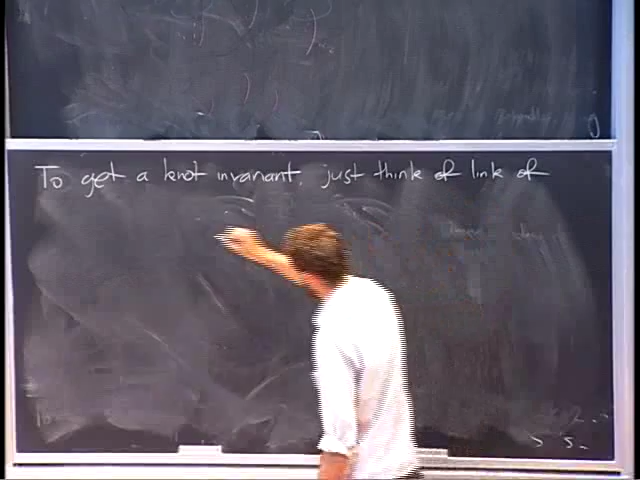 To get a knot invariant, just think of link of